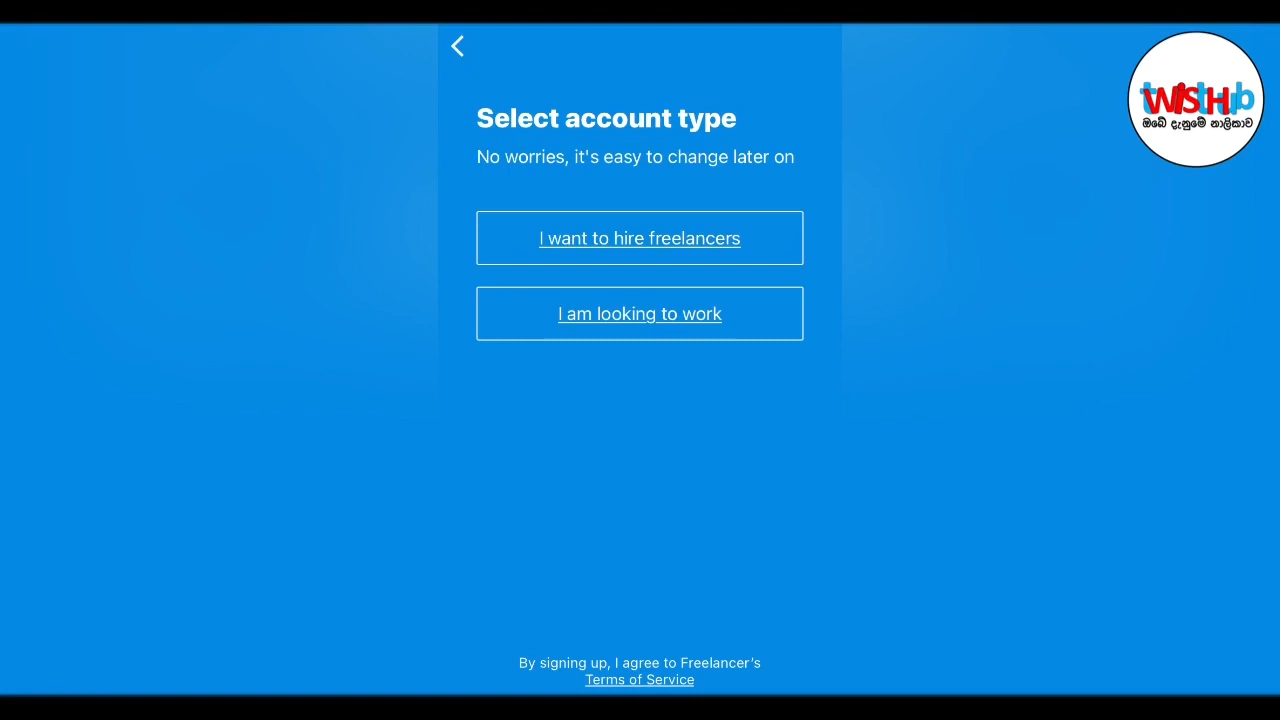 Select account type
No worries, it's easy to change later on
I want to hire freelancers
I am looking to work
By signing up, I agree to Freelancer's
Terms of Service
ඔබේ දැනුමේ නාලිකාව